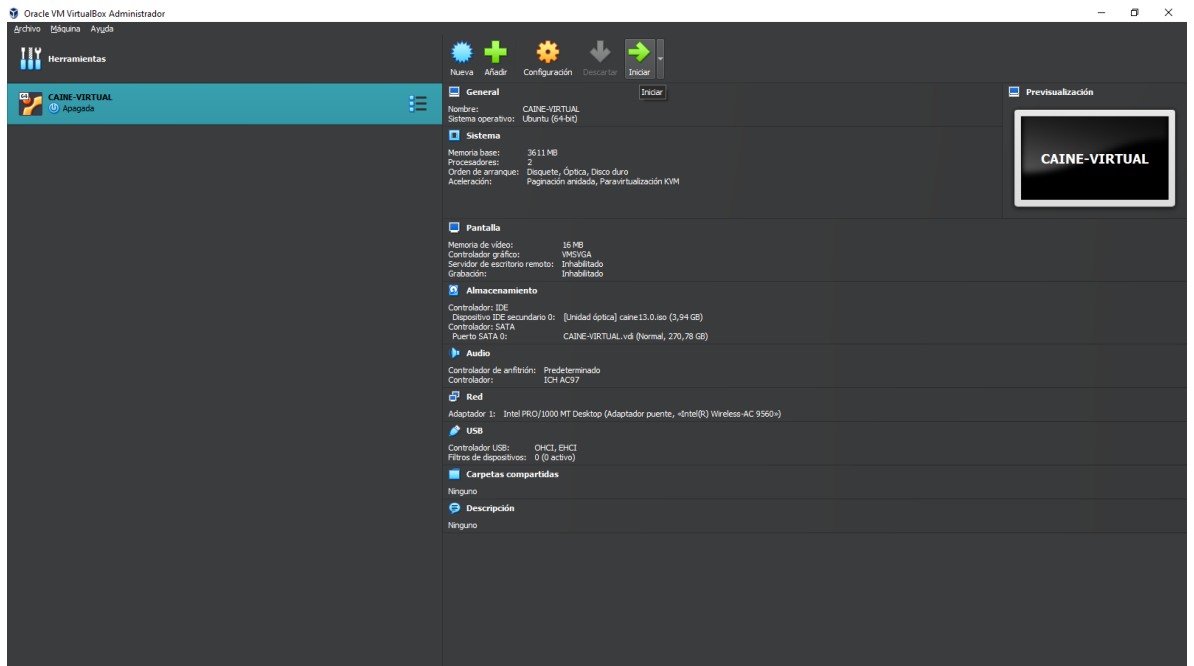 Oracle VM VirtualBox Administrador
Archivo Máquina Ayuda
Herramientas
Nueva Añadir Configuración Descartar Iniciar
64
CAINE-VIRTUAL
Apagada
Iniciar
General
Nombre: CAINE-VIRTUAL
Sistema operativo: Ubuntu (64-bit)
Previsualización
CAINE-VIRTUAL
Sistema
Memoria base: 3611 MB
Procesadores: 2
Orden de arranque: Disquete, Óptica, Disco duro
Aceleración: Paginación anidada, Paravirtualización KVM
Pantalla
Memoria de vídeo: 16 MB
Controlador gráfico: VMSVGA
Servidor de escritorio remoto: Inhabilitado
Grabación: Inhabilitado
Almacenamiento
Controlador: IDE
Dispositivo IDE secundario 0: [Unidad óptica] caine13.0.iso (3,94 GB)
Controlador: SATA
Puerto SATA 0: CAINE-VIRTUAL.vdi (Normal, 270,78 GB)
Audio
Controlador de anfitrión: Predeterminado
Controlador: ICH AC97
Red
Adaptador 1: Intel PRO/1000 MT Desktop (Adaptador puente, «Intel(R) Wireless-AC 9560»)
USB
Controlador USB: OHCI, EHCI
Filtros de dispositivos: 0 (0 activo)
Carpetas compartidas
Ninguno
Descripción
Ninguno